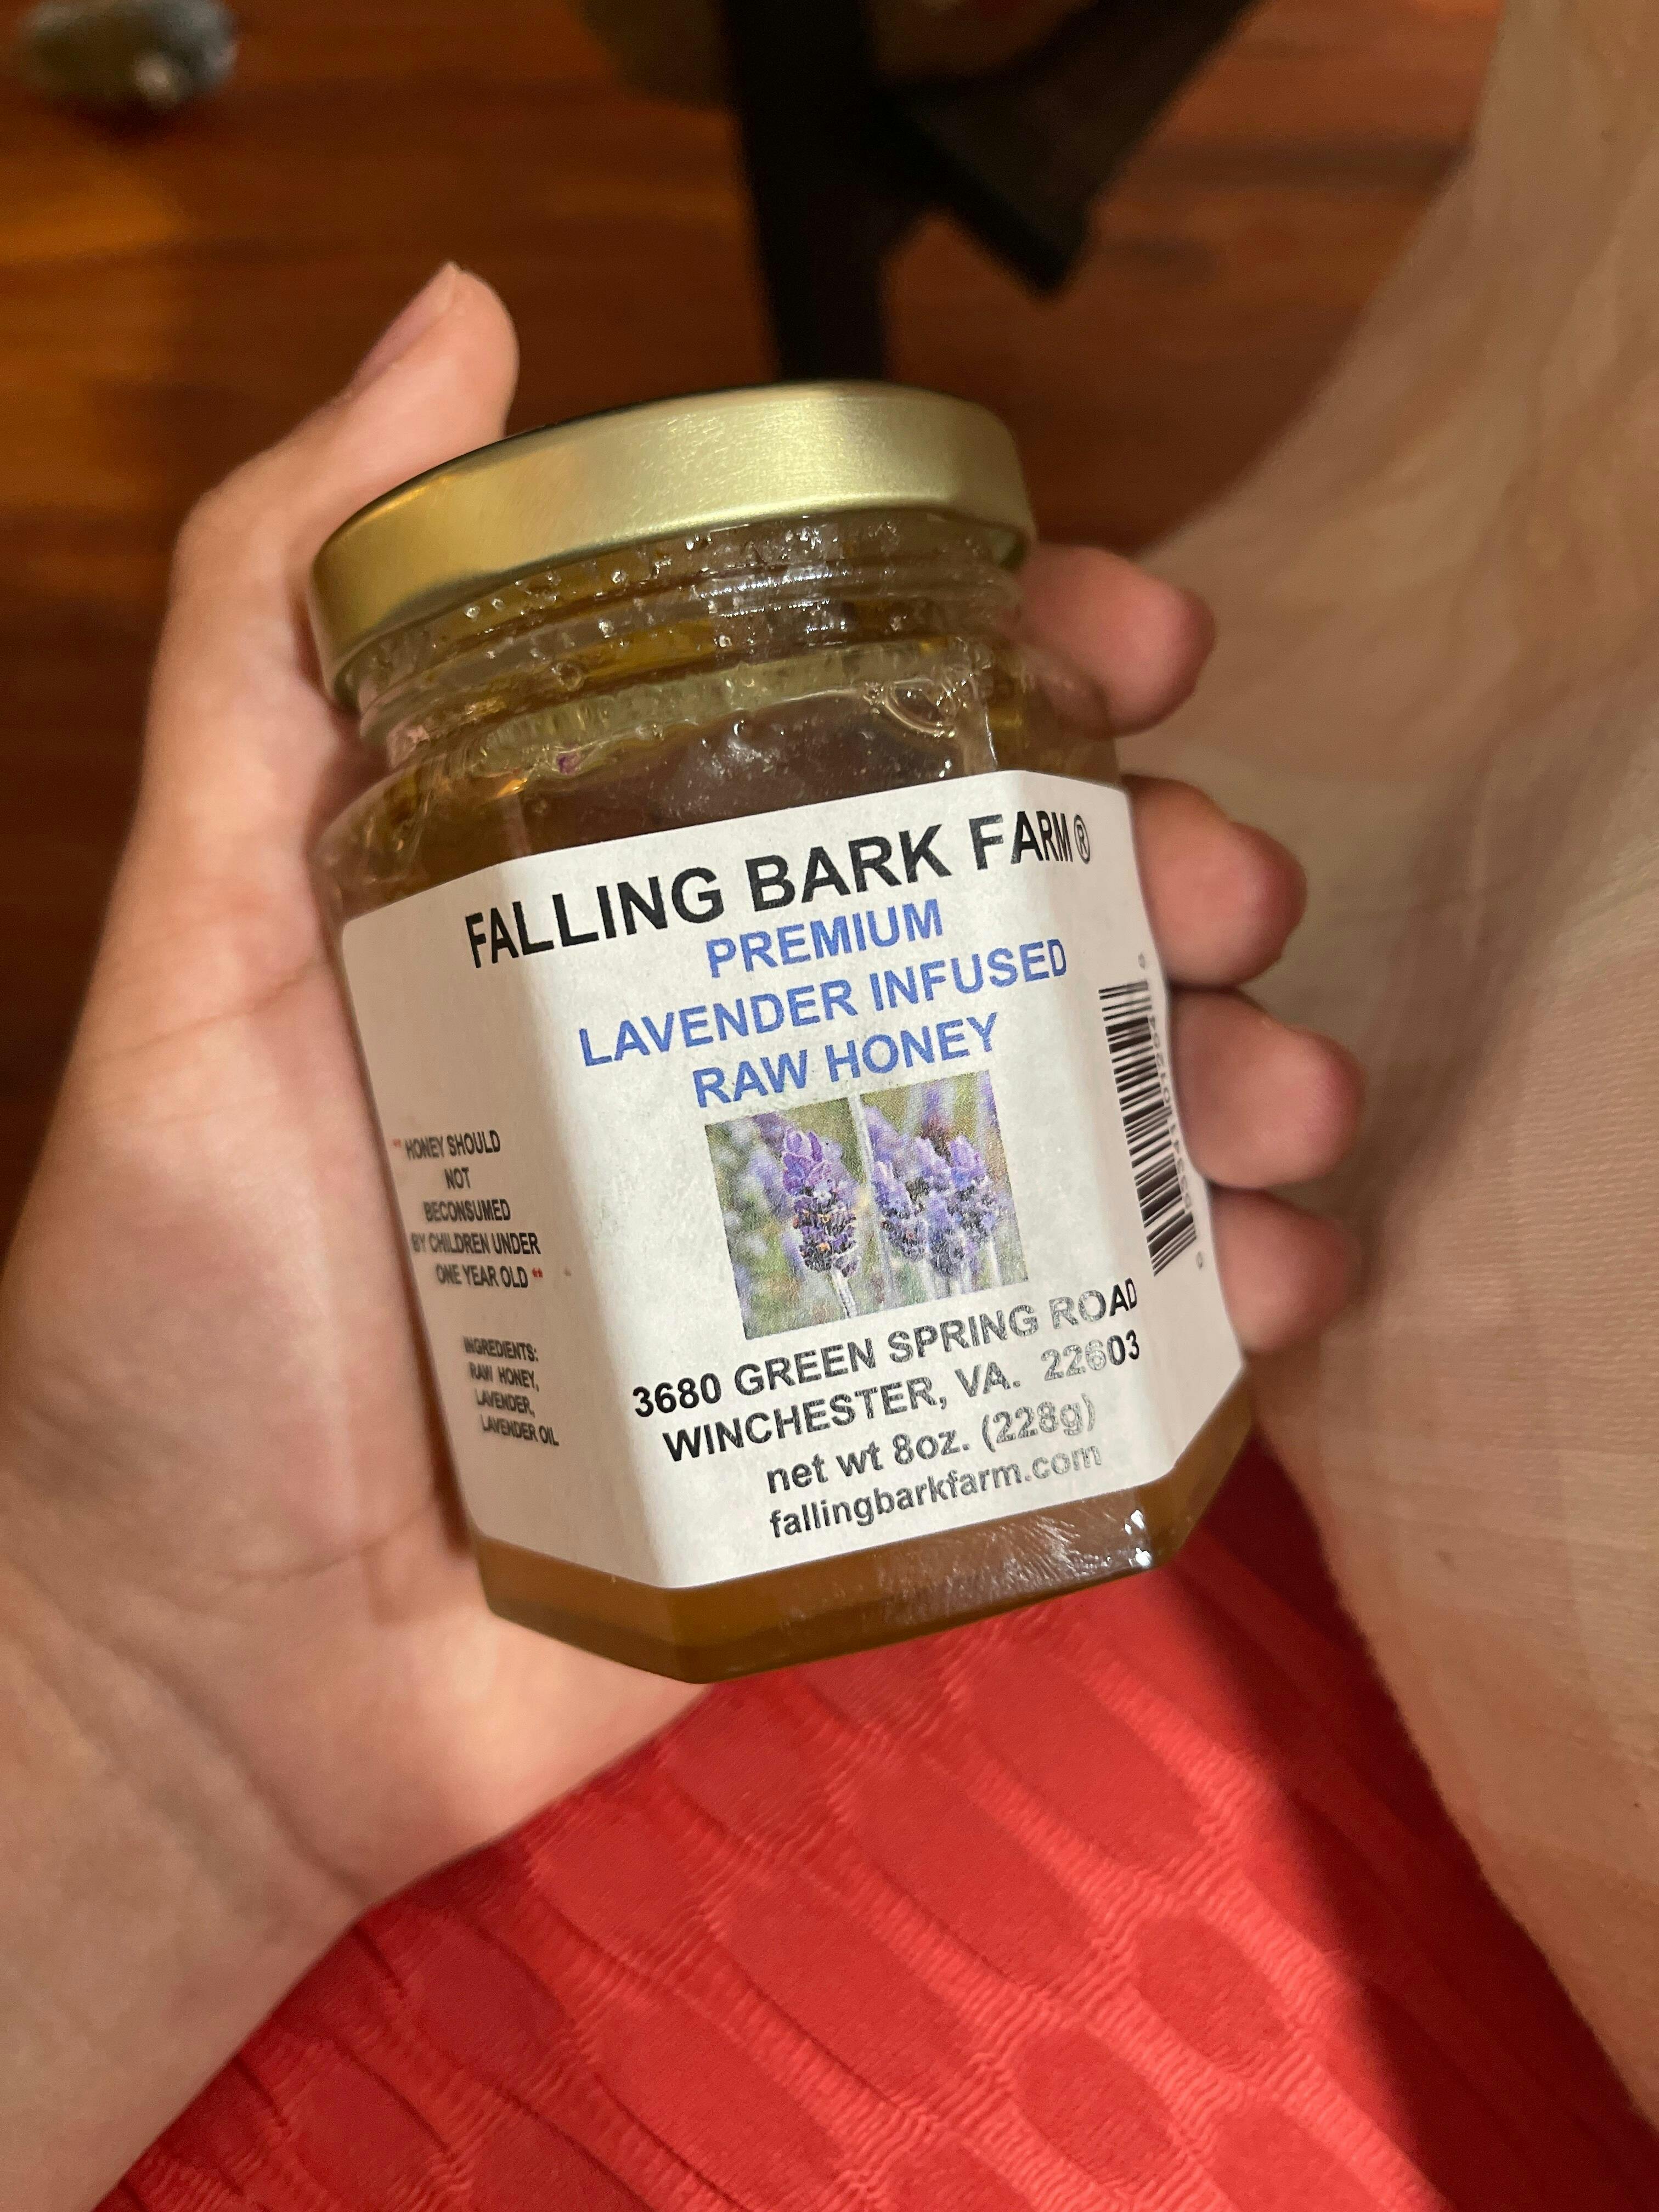 FALLING BARK FARM®
PREMIUM
LAVENDER INFUSED
RAW HONEY
** HONEY SHOULD
NOT
BECONSUMED
BY CHILDREN UNDER
ONE YEAR OLD **
INGREDIENTS:
RAW HONEY,
LAVENDER,
LAVENDER OIL
3680 GREEN SPRING ROAD
WINCHESTER, VA. 22603
net wt 8oz. (228g)
fallingbarkfarm.com